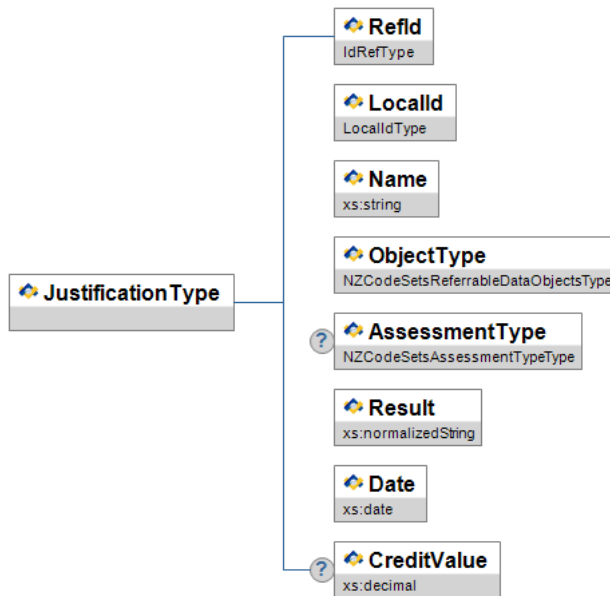 RefId
IdRefType
LocalId
LocalIdType
Name
xs:string
ObjectType
NZCodeSetsReferrableDataObjectsType
JustificationType
?
AssessmentType
NZCodeSetsAssessmentTypeType
Result
xs:normalizedString
Date
xs:date
?
CreditValue
xs:decimal